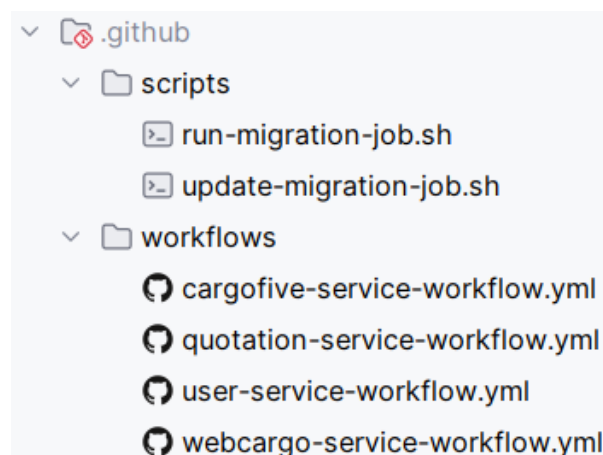 .github
scripts
run-migration-job.sh
update-migration-job.sh
workflows
cargofive-service-workflow.yml
quotation-service-workflow.yml
user-service-workflow.yml
webcargo-service-workflow.yml